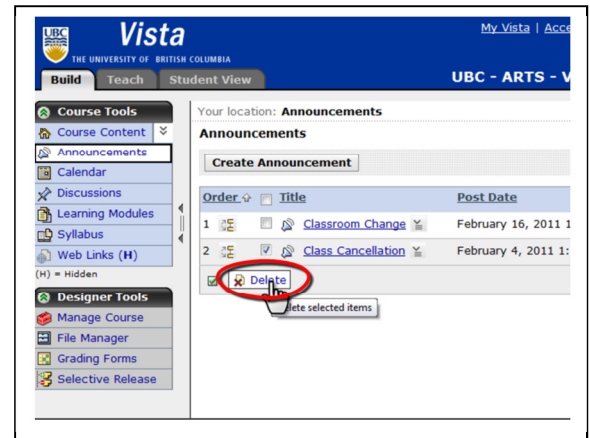 UBC Vista My Vista | Acce
THE UNIVERSITY OF BRITISH COLUMBIA
Build Teach Student View UBC - ARTS - V
Course Tools
Course Content
Announcements
Calendar
Discussions
Learning Modules
Syllabus
Web Links (H)
(H) = Hidden
Designer Tools
Manage Course
File Manager
Grading Forms
Selective Release
Your location: Announcements
Announcements
Create Announcement
Order Title Post Date
1 Classroom Change February 16, 2011 1
2 Class Cancellation February 4, 2011 1:
Delete
lete selected items